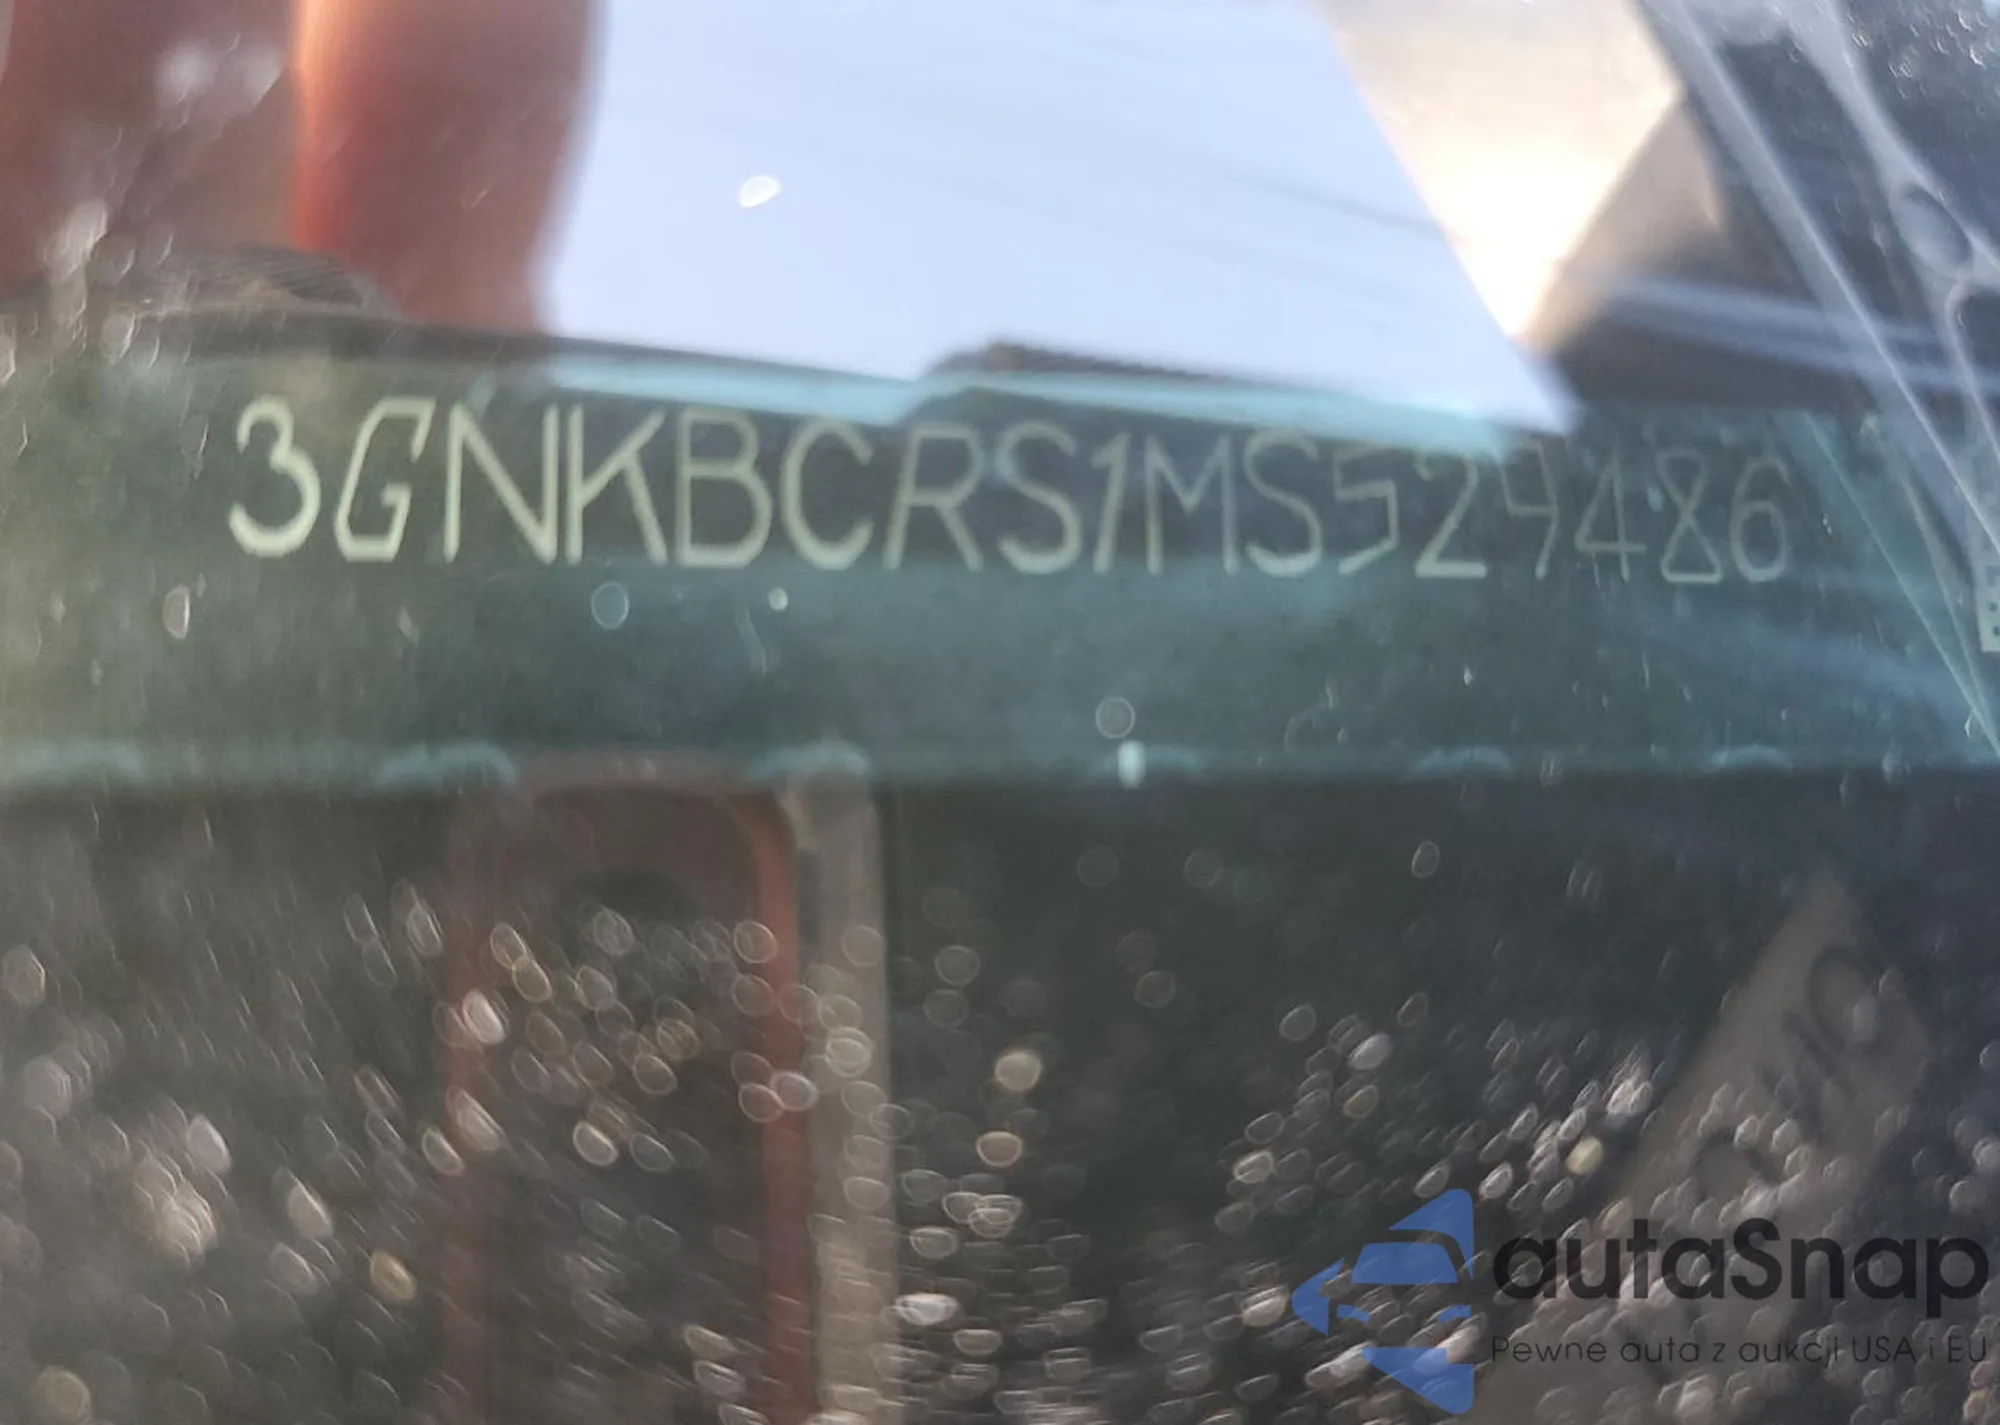 3GNKBCRS1MS529486
autaSnap
Pewne auta z aukcji USA i EU